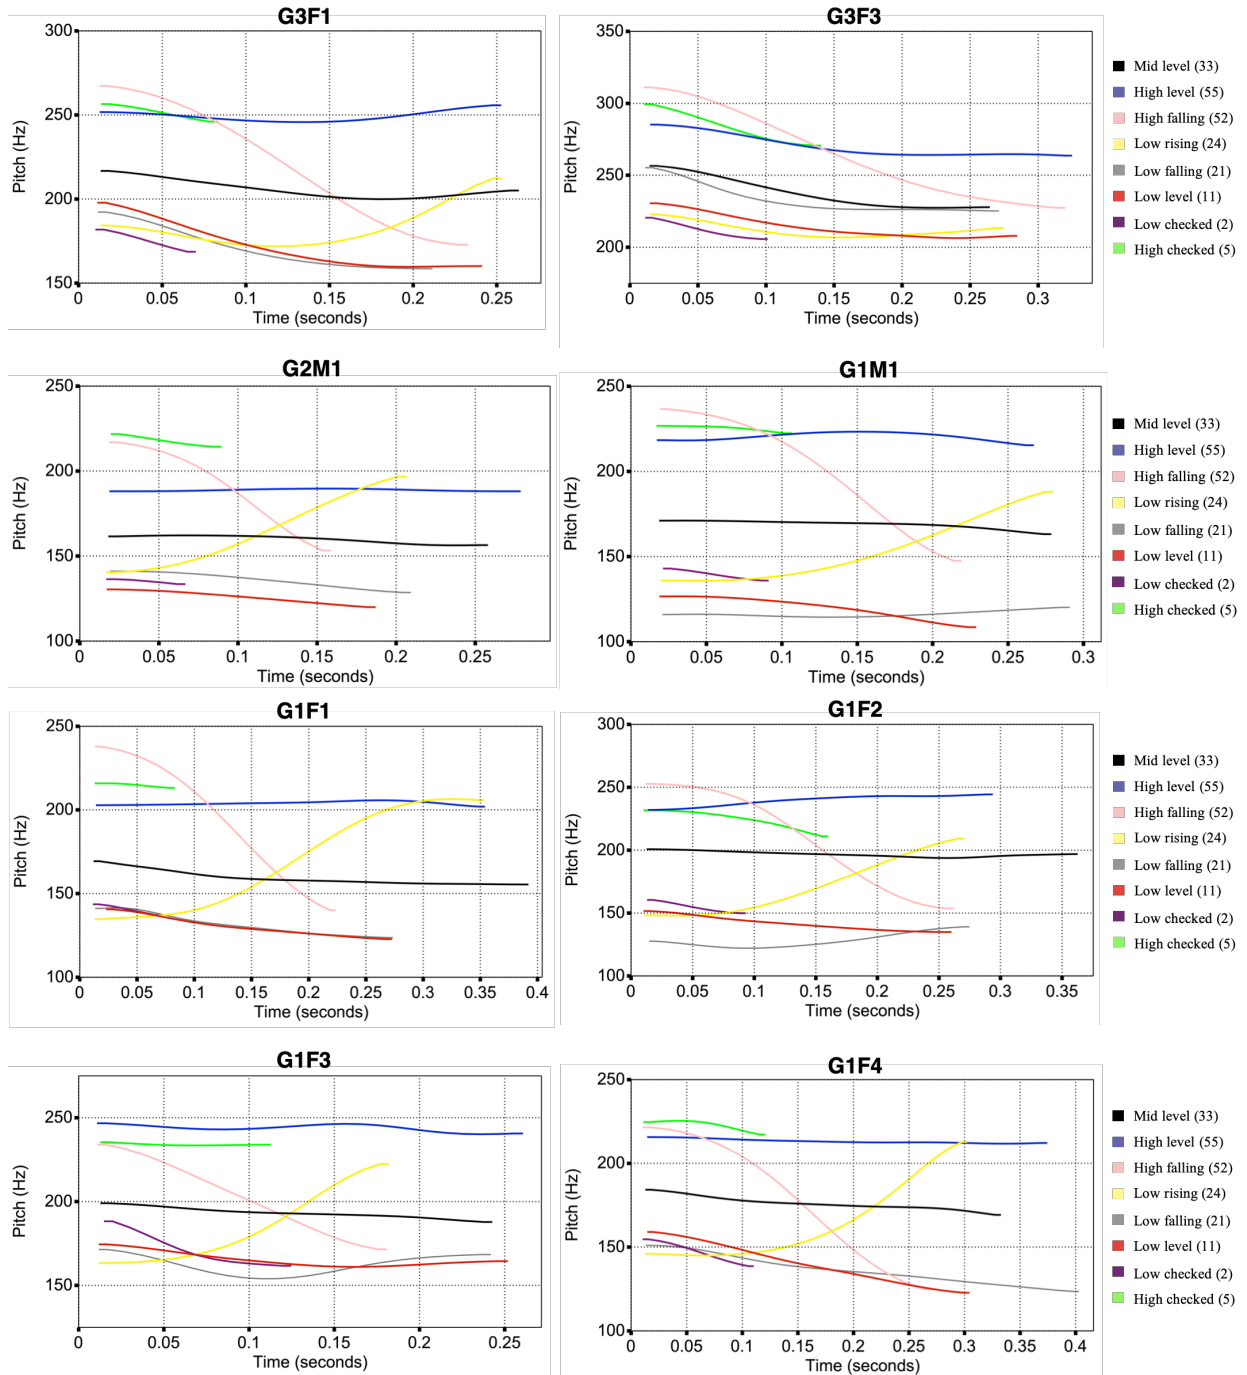 G3F1
300
250
200
150
Pitch (Hz)
0 0.05 0.1 0.15 0.2 0.25
Time (seconds)
G3F3
350
300
250
200
Pitch (Hz)
0 0.05 0.1 0.15 0.2 0.25 0.3
Time (seconds)
Mid level (33)
High level (55)
High falling (52)
Low rising (24)
Low falling (21)
Low level (11)
Low checked (2)
High checked (5)
G2M1
250
200
150
100
Pitch (Hz)
0 0.05 0.1 0.15 0.2 0.25
Time (seconds)
G1M1
250
200
150
100
Pitch (Hz)
0 0.05 0.1 0.15 0.2 0.25 0.3
Time (seconds)
Mid level (33)
High level (55)
High falling (52)
Low rising (24)
Low falling (21)
Low level (11)
Low checked (2)
High checked (5)
G1F1
250
200
150
100
Pitch (Hz)
0 0.05 0.1 0.15 0.2 0.25 0.3 0.35 0.4
Time (seconds)
G1F2
300
250
200
150
100
Pitch (Hz)
0 0.05 0.1 0.15 0.2 0.25 0.3 0.35
Time (seconds)
Mid level (33)
High level (55)
High falling (52)
Low rising (24)
Low falling (21)
Low level (11)
Low checked (2)
High checked (5)
G1F3
250
200
150
Pitch (Hz)
0 0.05 0.1 0.15 0.2 0.25
Time (seconds)
G1F4
250
200
150
100
Pitch (Hz)
0 0.05 0.1 0.15 0.2 0.25 0.3 0.35 0.4
Time (seconds)
Mid level (33)
High level (55)
High falling (52)
Low rising (24)
Low falling (21)
Low level (11)
Low checked (2)
High checked (5)